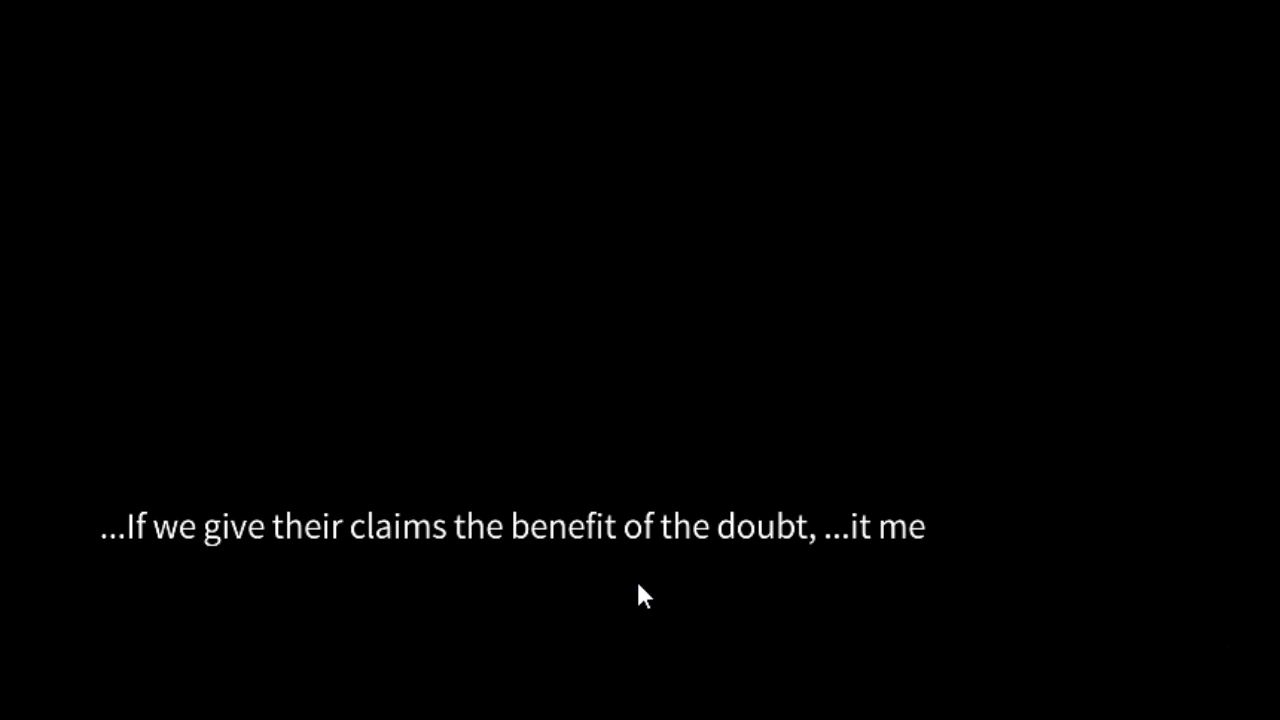 ...If we give their claims the benefit of the doubt, ...it me